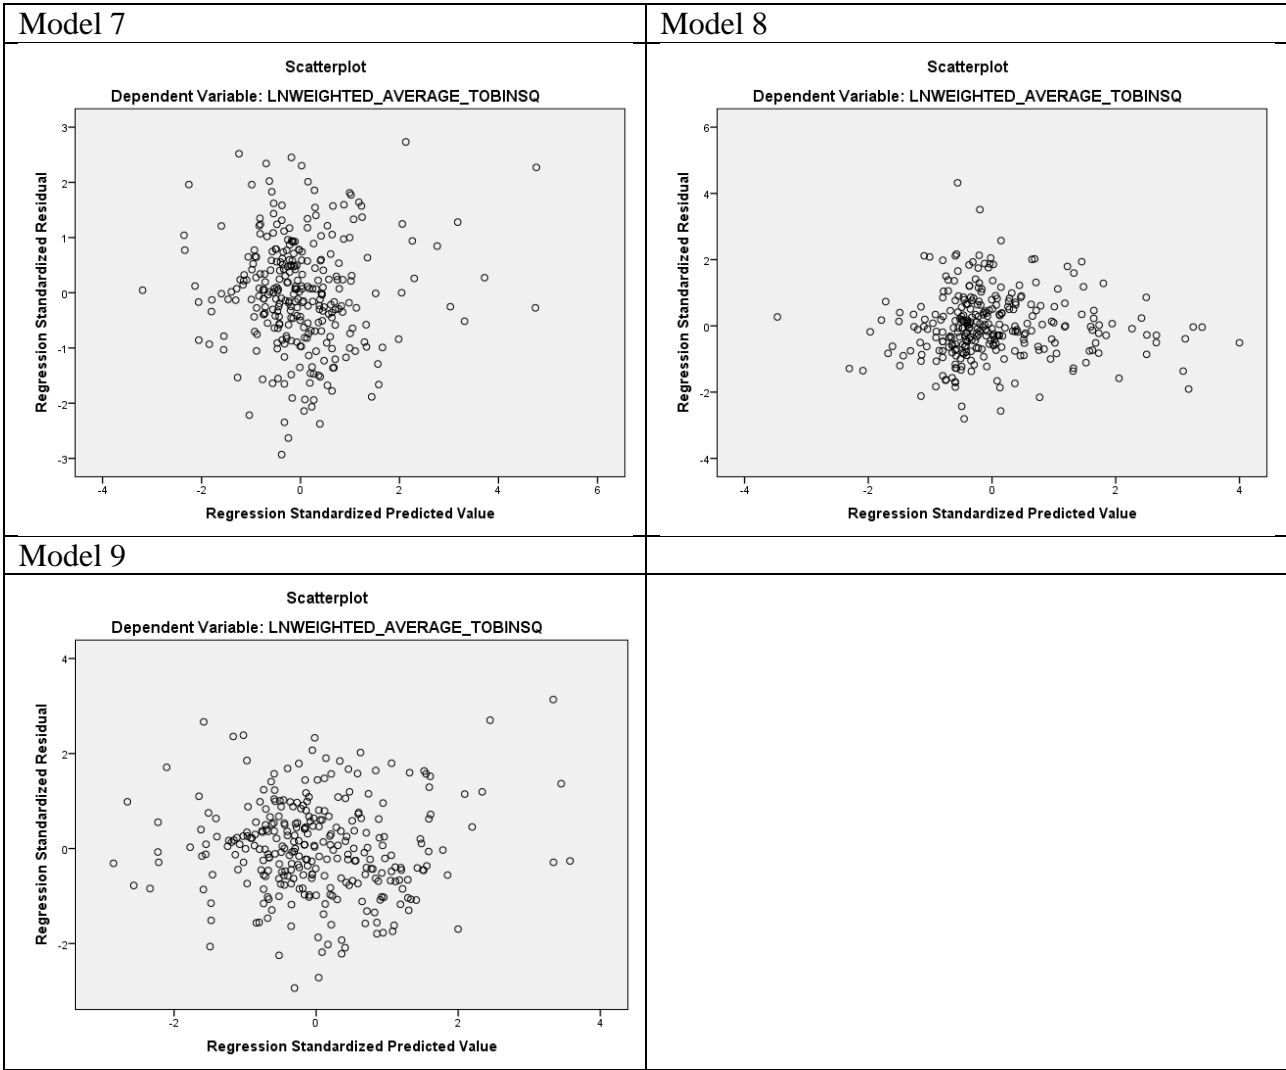 Model 7
Scatterplot
Dependent Variable: LNWEIGHTED_AVERAGE_TOBINSQ
Regression Standardized Residual
3
2
1
0
-1
-2
-3
-4 -2 0 2 4 6
Regression Standardized Predicted Value
Model 8
Scatterplot
Dependent Variable: LNWEIGHTED_AVERAGE_TOBINSQ
Regression Standardized Residual
6
4
2
0
-2
-4
-4 -2 0 2 4
Regression Standardized Predicted Value
Model 9
Scatterplot
Dependent Variable: LNWEIGHTED_AVERAGE_TOBINSQ
Regression Standardized Residual
4
2
0
-2
-2 0 2 4
Regression Standardized Predicted Value